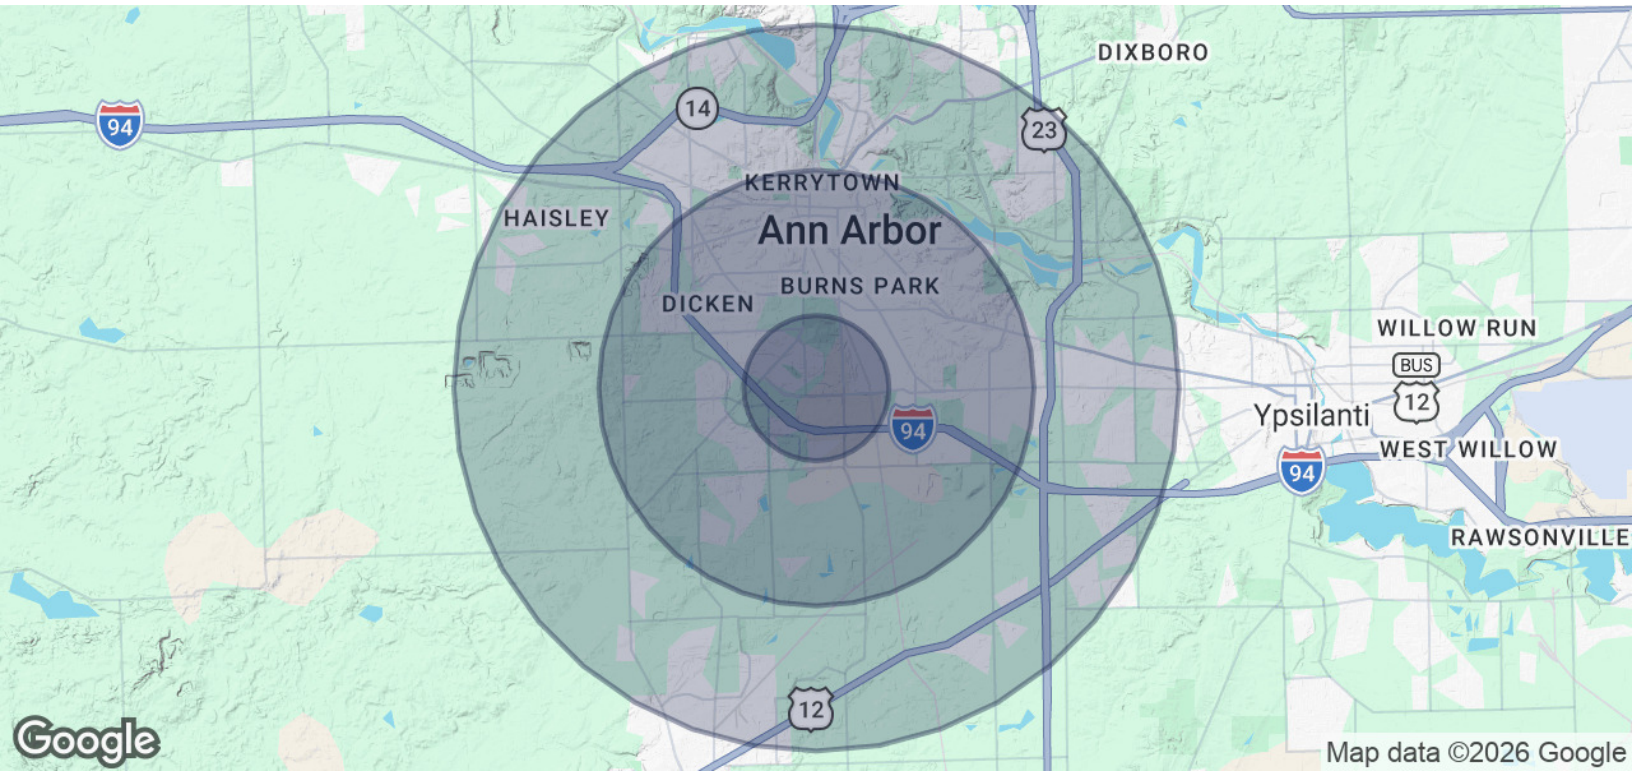 DIXBORO
14
94
23
KERRYTOWN
HAISLEY
Ann Arbor
BURNS PARK
DICKEN
WILLOW RUN
BUS
12
Ypsilanti
94
WEST WILLOW
94
RAWSONVILLE
12
Google
Map data ©2026 Google